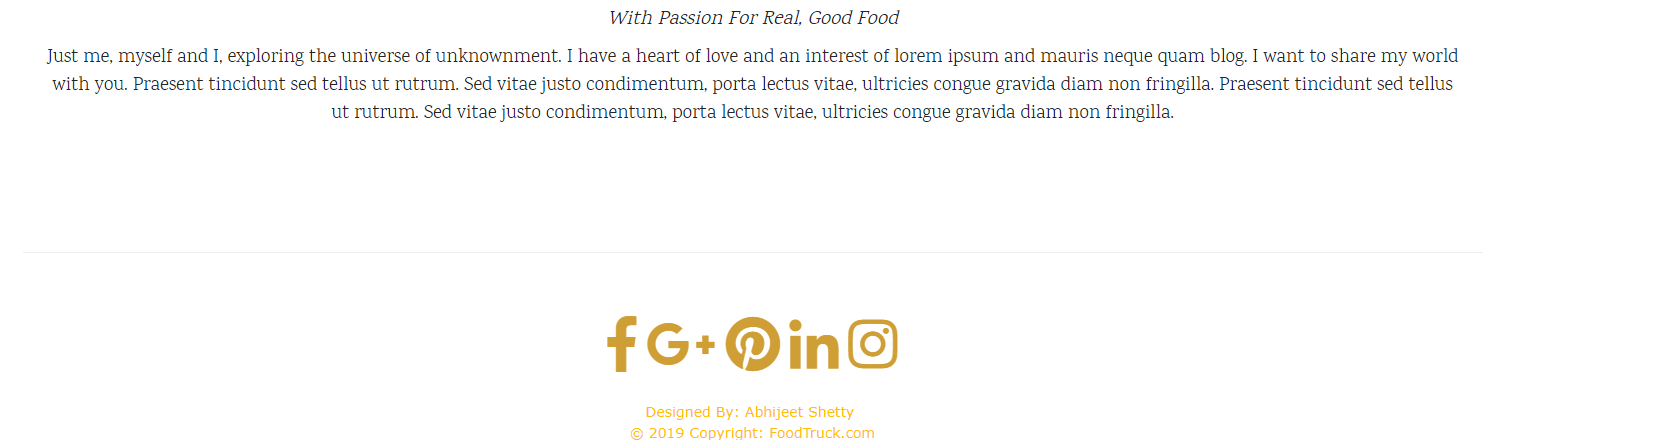 With Passion For Real, Good Food
Just me, myself and I, exploring the universe of unknownment. I have a heart of love and an interest of lorem ipsum and mauris neque quam blog. I want to share my world
with you. Praesent tincidunt sed tellus ut rutrum. Sed vitae justo condimentum, porta lectus vitae, ultricies congue gravida diam non fringilla. Praesent tincidunt sed tellus
ut rutrum. Sed vitae justo condimentum, porta lectus vitae, ultricies congue gravida diam non fringilla.
Designed By: Abhijeet Shetty
© 2019 Copyright: FoodTruck.com